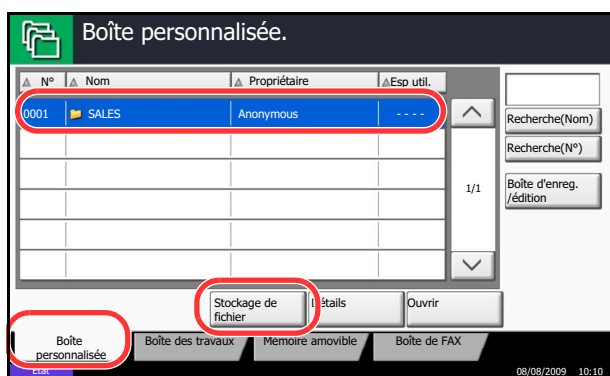 Boîte personnalisée.
N° Nom Propriétaire Esp util.
0001 SALES Anonymous - - - -
Recherche(Nom)
Recherche(N°)
1/1
Boîte d'enreg.
/édition
Stockage de
fichier
Détails
Ouvrir
Boîte
personnalisée
Boîte des travaux
Mémoire amovible
Boîte de FAX
État
08/08/2009 10:10